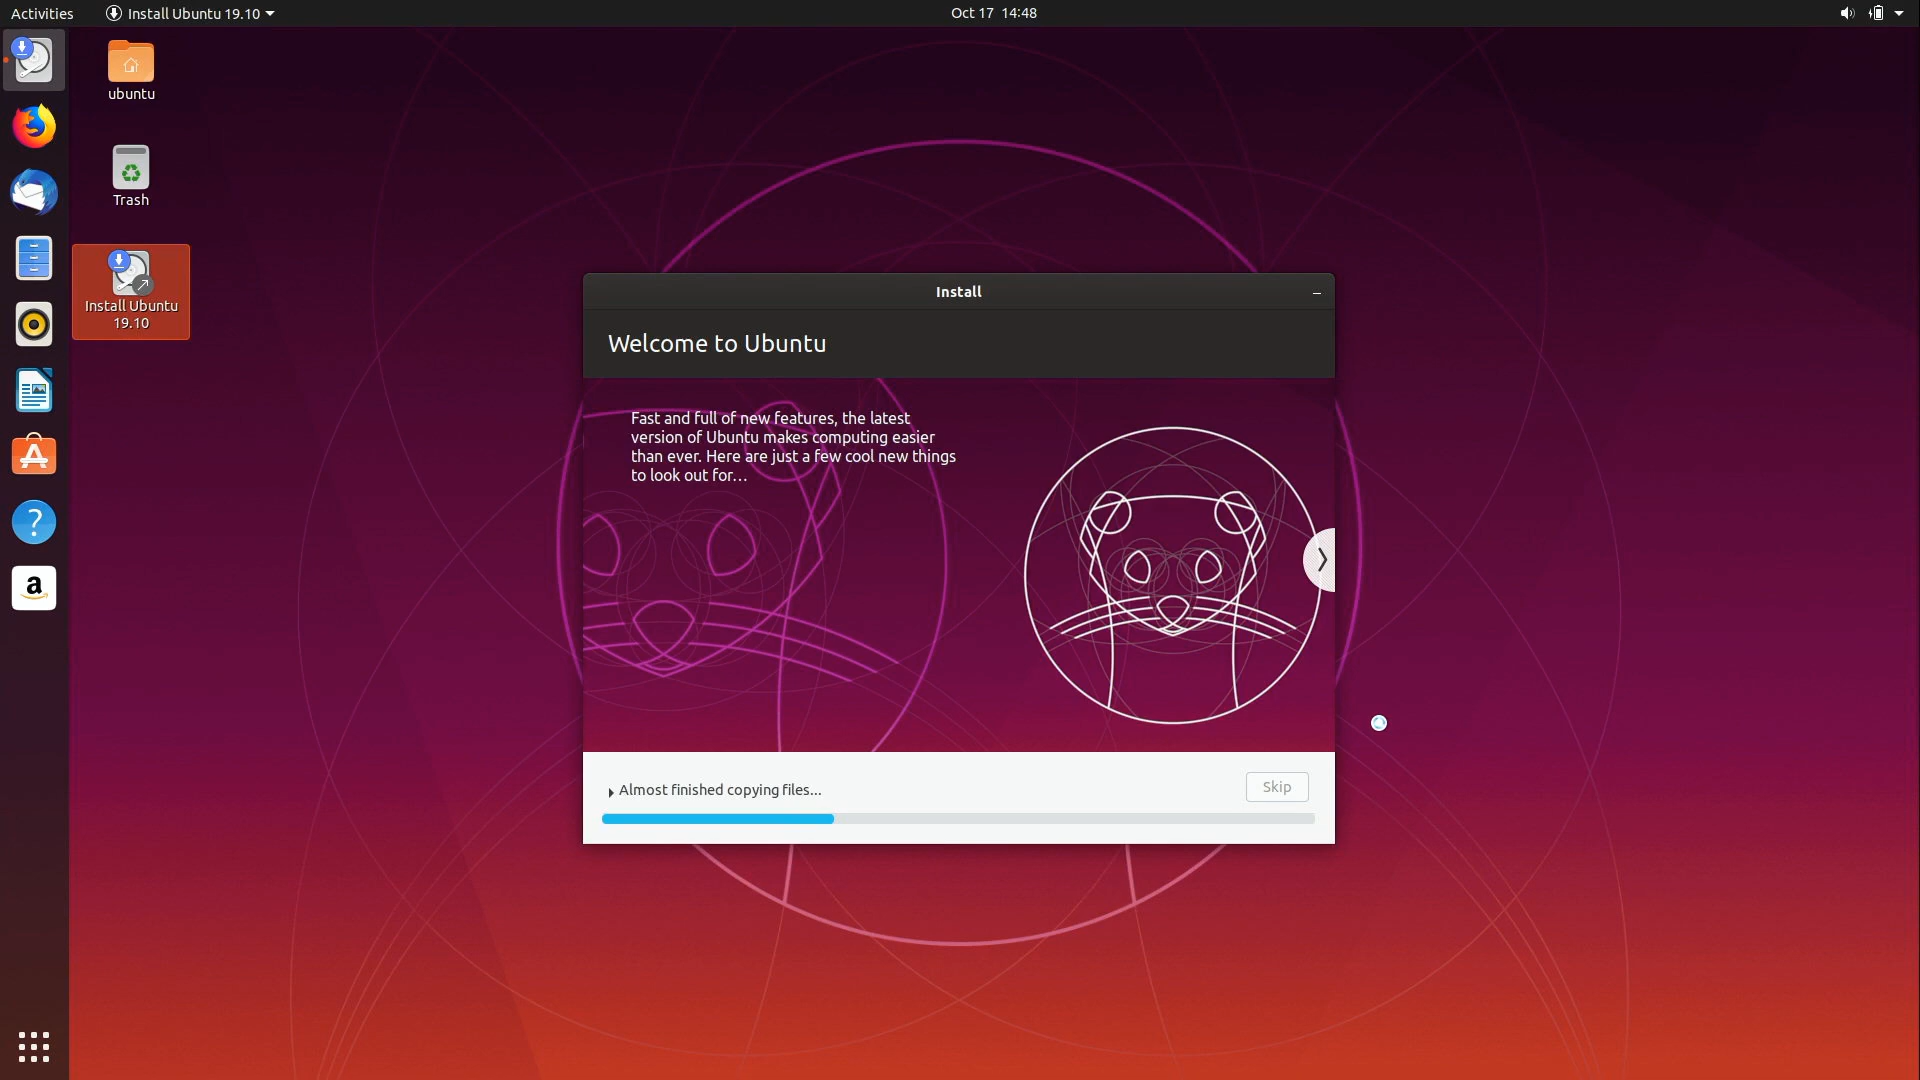 Activities
Install Ubuntu 19.10
Oct 17 14:48
ubuntu
Trash
Install Ubuntu
19.10
Install
Welcome to Ubuntu
Fast and full of new features, the latest
version of Ubuntu makes computing easier
than ever. Here are just a few cool new things
to look out for…
Almost finished copying files...
Skip